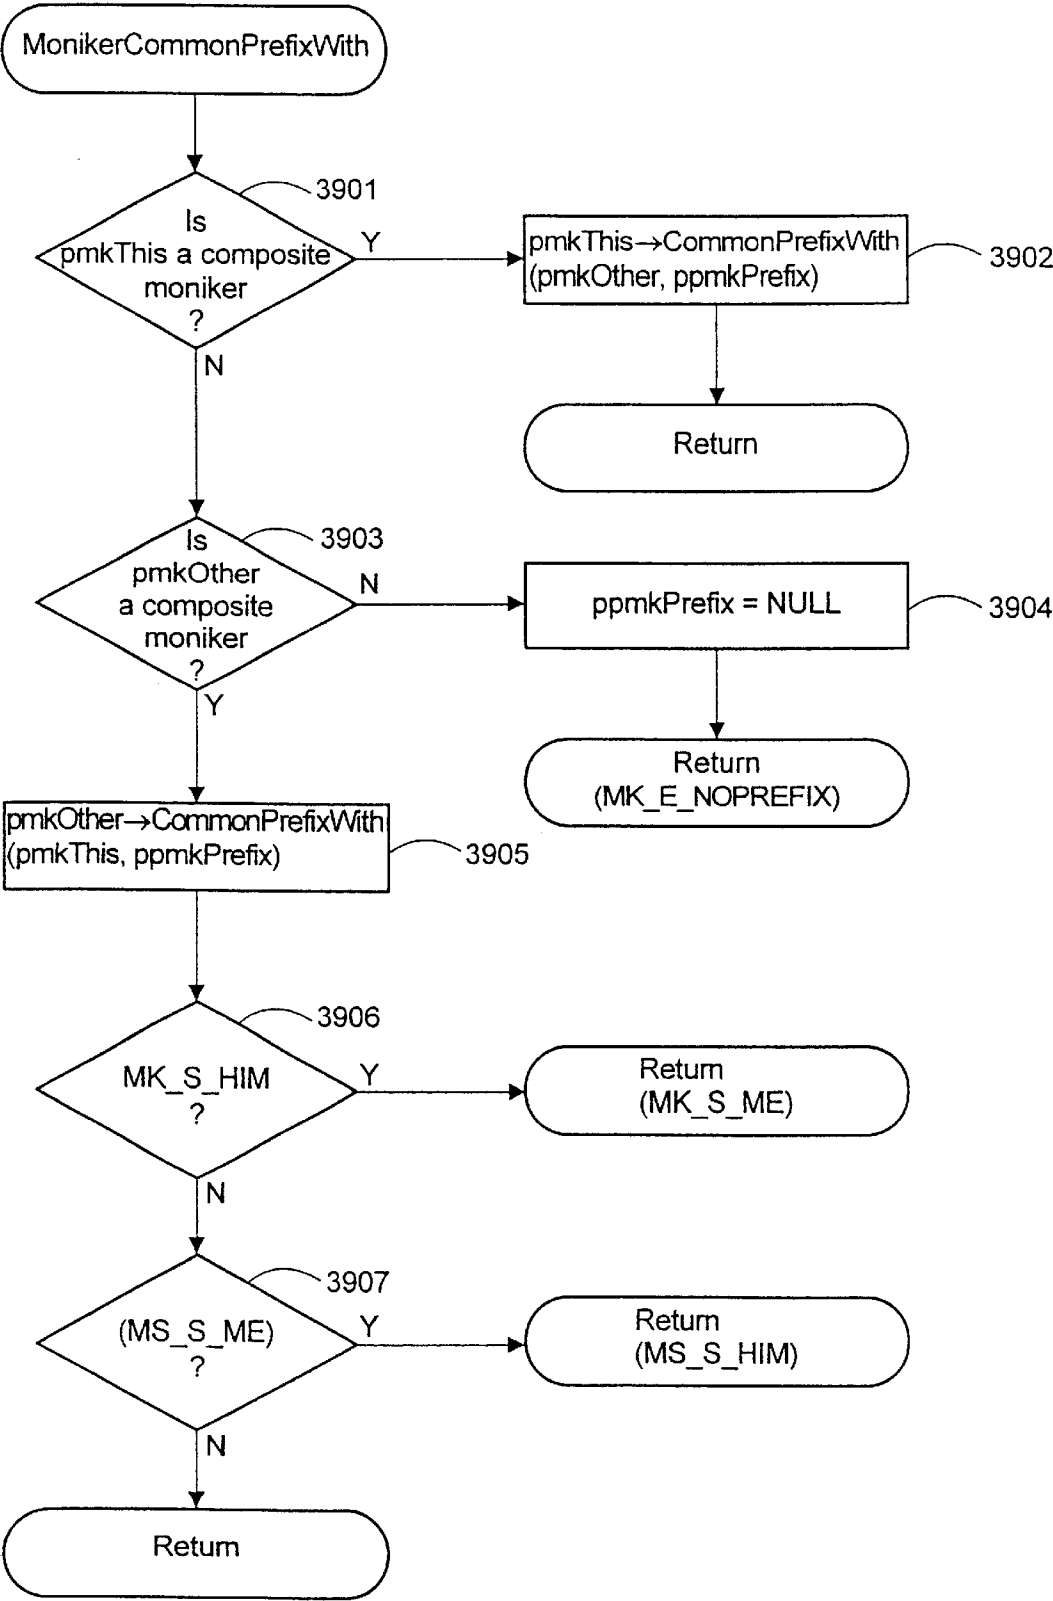 MonikerCommonPrefixWith
3901
Is
pmkThis a composite
moniker
?
Y
pmkThis→CommonPrefixWith
(pmkOther, ppmkPrefix)
3902
N
Return
3903
Is
pmkOther
a composite
moniker
?
N
ppmkPrefix = NULL
3904
Y
Return
(MK_E_NOPREFIX)
pmkOther→CommonPrefixWith
(pmkThis, ppmkPrefix)
3905
3906
MK_S_HIM
?
Y
Return
(MK_S_ME)
N
3907
(MS_S_ME)
?
Y
Return
(MS_S_HIM)
N
Return